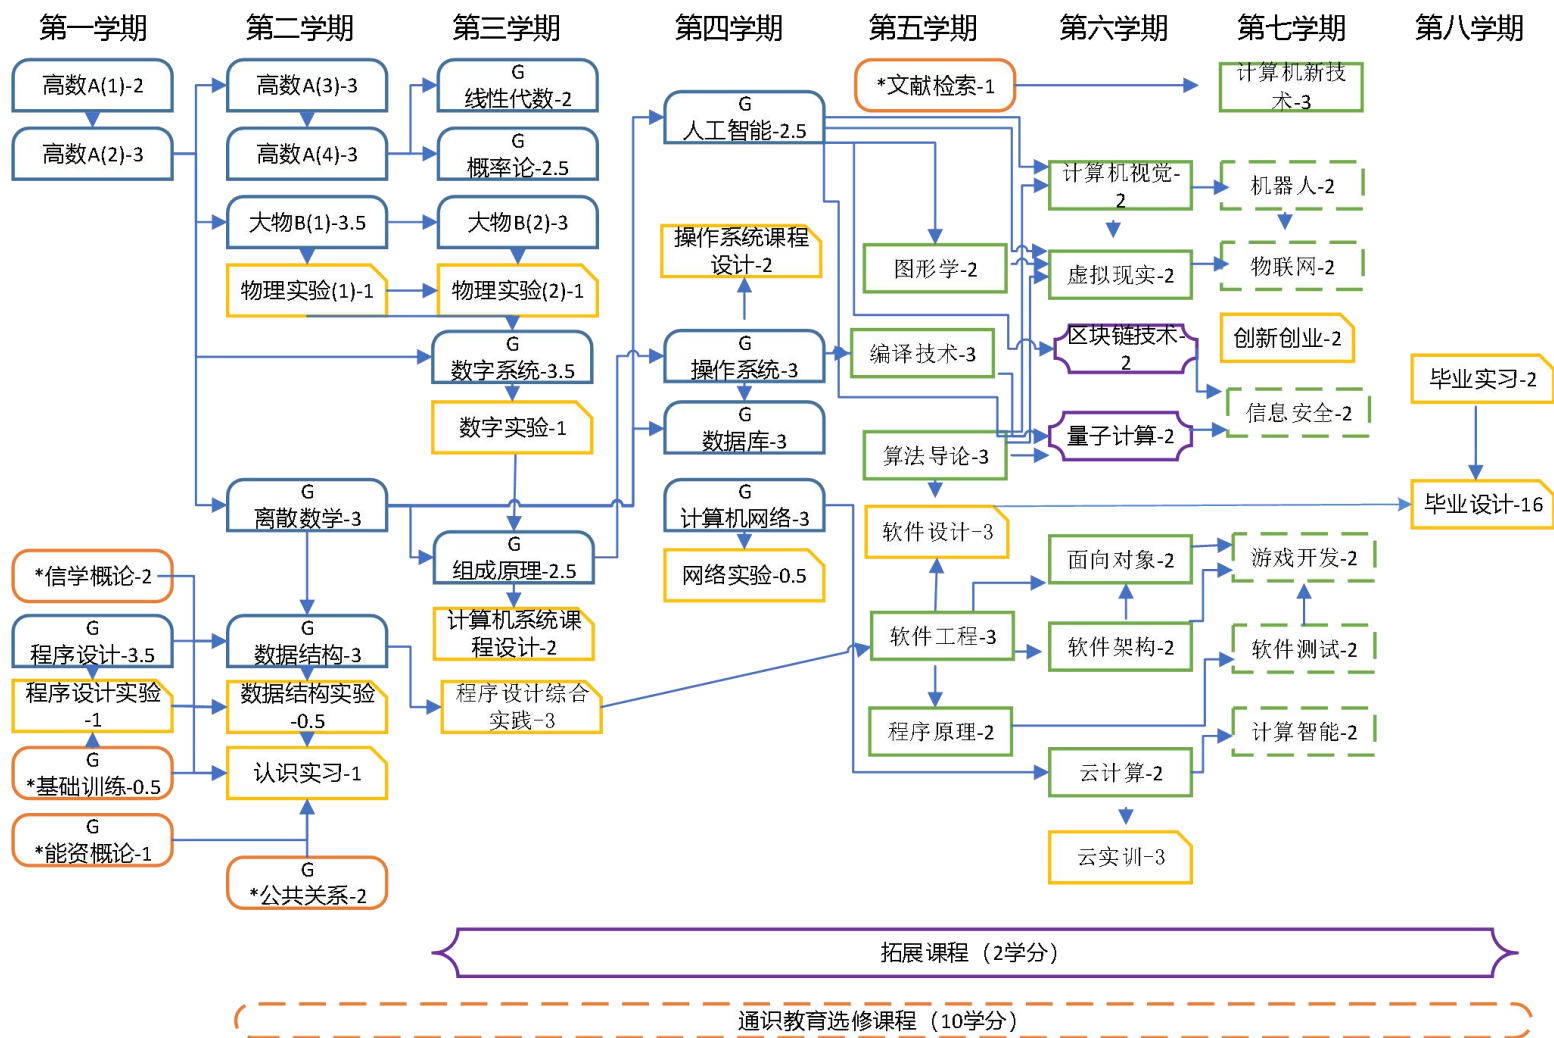 第一学期
第二学期
第三学期
第四学期
第五学期
第六学期
第七学期
第八学期
高数A(1)-2
高数A(2)-3
*信学概论-2
G
程序设计-3.5
程序设计实验
-1
G
*基础训练-0.5
G
*能资概论-1
高数A(3)-3
高数A(4)-3
大物B(1)-3.5
物理实验(1)-1
G
离散数学-3
G
数据结构-3
数据结构实验
-0.5
认识实习-1
G
*公共关系-2
G
线性代数-2
G
概率论-2.5
大物B(2)-3
物理实验(2)-1
G
数字系统-3.5
数字实验-1
G
组成原理-2.5
计算机系统课
程设计-2
程序设计综合
实践-3
G
人工智能-2.5
操作系统课程
设计-2
G
操作系统-3
G
数据库-3
G
计算机网络-3
网络实验-0.5
*文献检索-1
图形学-2
编译技术-3
算法导论-3
软件设计-3
软件工程-3
程序原理-2
计算机视觉-
2
虚拟现实-2
区块链技术-
2
量子计算-2
面向对象-2
软件架构-2
云计算-2
云实训-3
计算机新技
术-3
机器人-2
物联网-2
创新创业-2
信息安全-2
游戏开发-2
软件测试-2
计算智能-2
毕业实习-2
毕业设计-16
拓展课程（2学分）
通识教育选修课程（10学分）